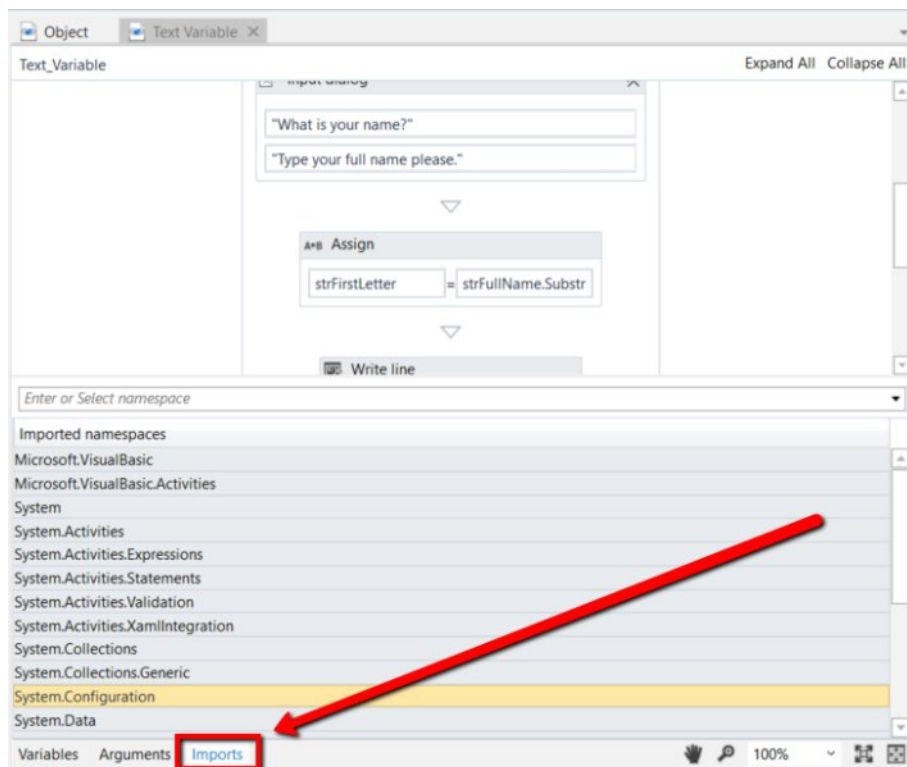 Object Text Variable
Text_Variable Expand All Collapse All
Input dialog
"What is your name?"
"Type your full name please."
A+B Assign
strFirstLetter = strFullName.Substr
Write line
Enter or Select namespace
Imported namespaces
Microsoft.VisualBasic
Microsoft.VisualBasic.Activities
System
System.Activities
System.Activities.Expressions
System.Activities.Statements
System.Activities.Validation
System.Activities.XamlIntegration
System.Collections
System.Collections.Generic
System.Configuration
System.Data
Variables Arguments Imports 100%